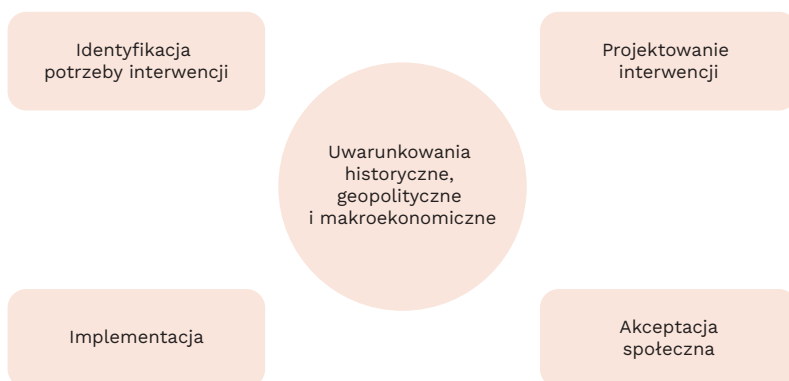 Identyfikacja
potrzeby interwencji
Projektowanie
interwencji
Uwarunkowania
historyczne,
geopolityczne
i makroekonomiczne
Implementacja
Akceptacja
społeczna